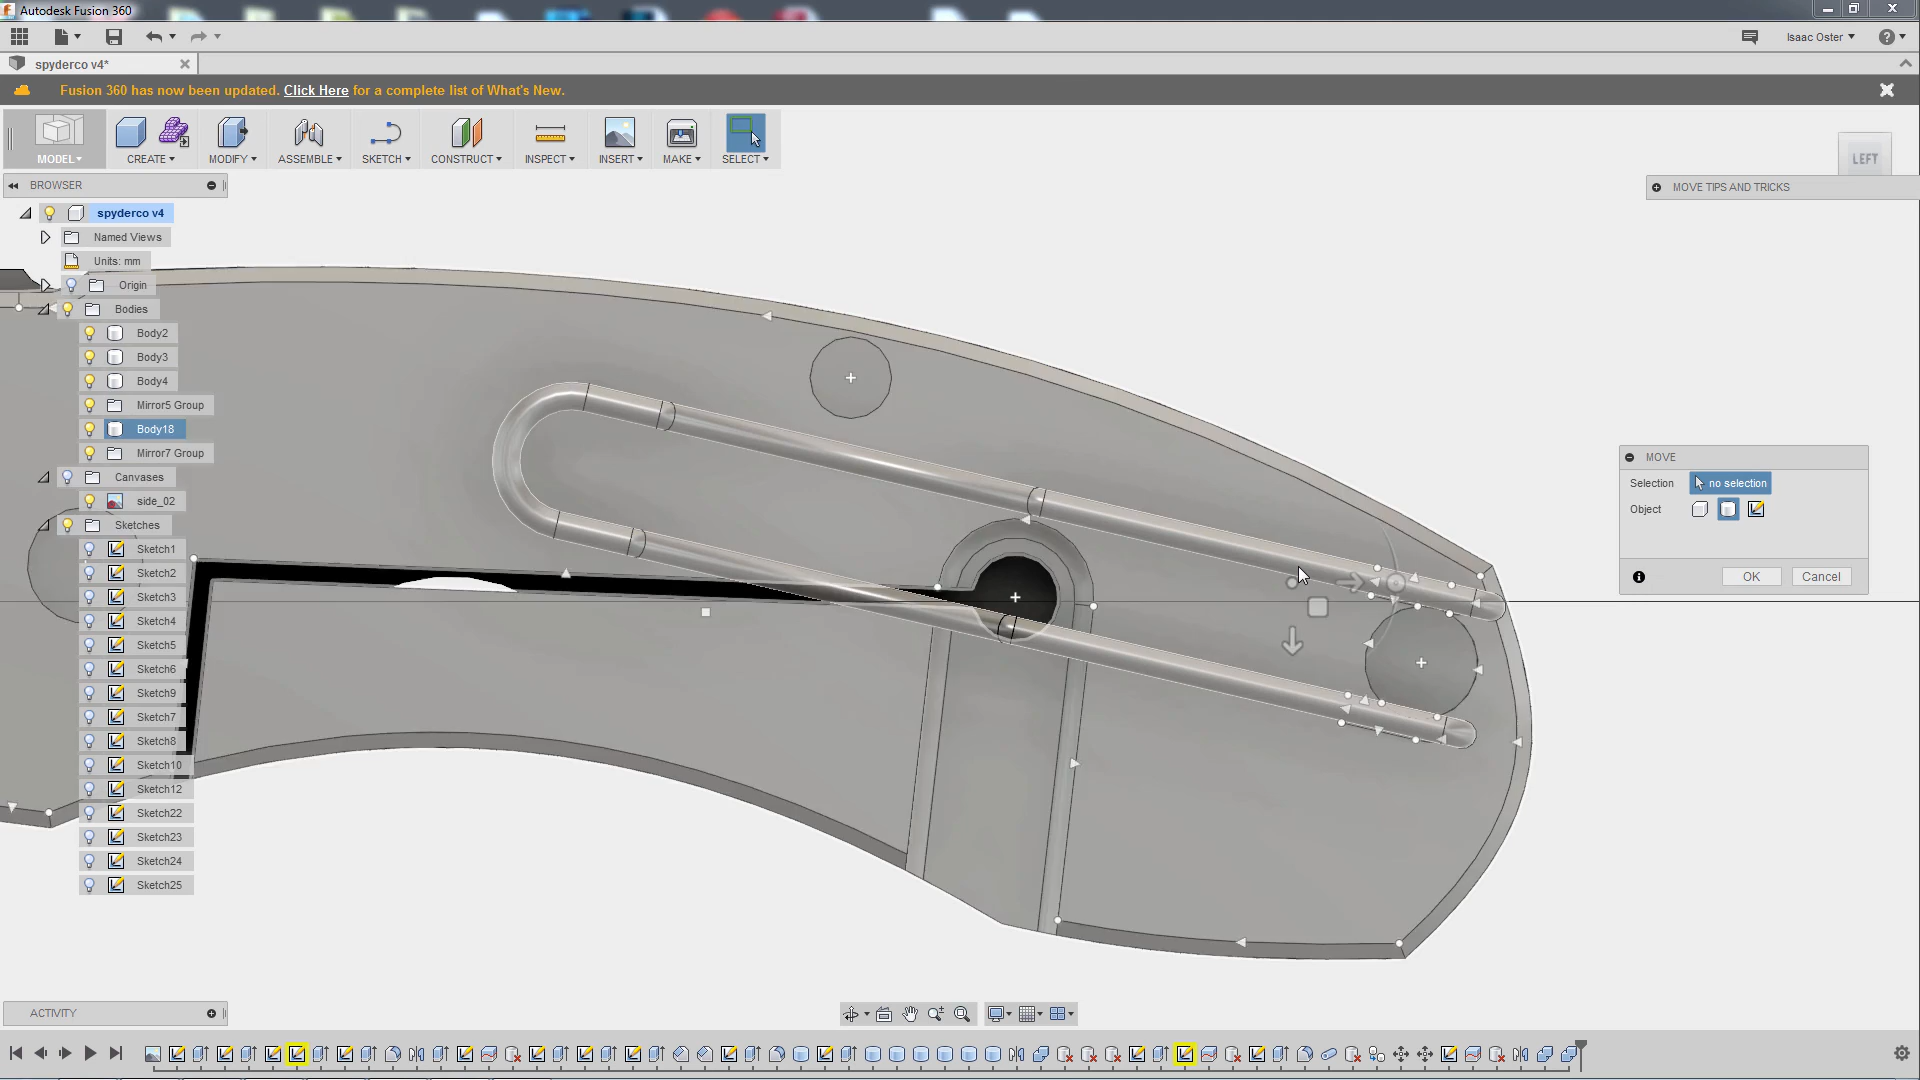 Autodesk Fusion 360
Isaac Oster
spyderco v4*
Fusion 360 has now been updated. Click Here for a complete list of What's New.
MODEL
CREATE
MODIFY
ASSEMBLE
SKETCH
CONSTRUCT
INSPECT
INSERT
MAKE
SELECT
LEFT
BROWSER
MOVE TIPS AND TRICKS
spyderco v4
Named Views
Units: mm
Origin
Bodies
Body2
Body3
Body4
Mirror5 Group
Body18
Mirror7 Group
Canvases
side_02
Sketches
Sketch1
Sketch2
Sketch3
Sketch4
Sketch5
Sketch6
Sketch9
Sketch7
Sketch8
Sketch10
Sketch12
Sketch22
Sketch23
Sketch24
Sketch25
MOVE
Selection no selection
Object
OK Cancel
ACTIVITY